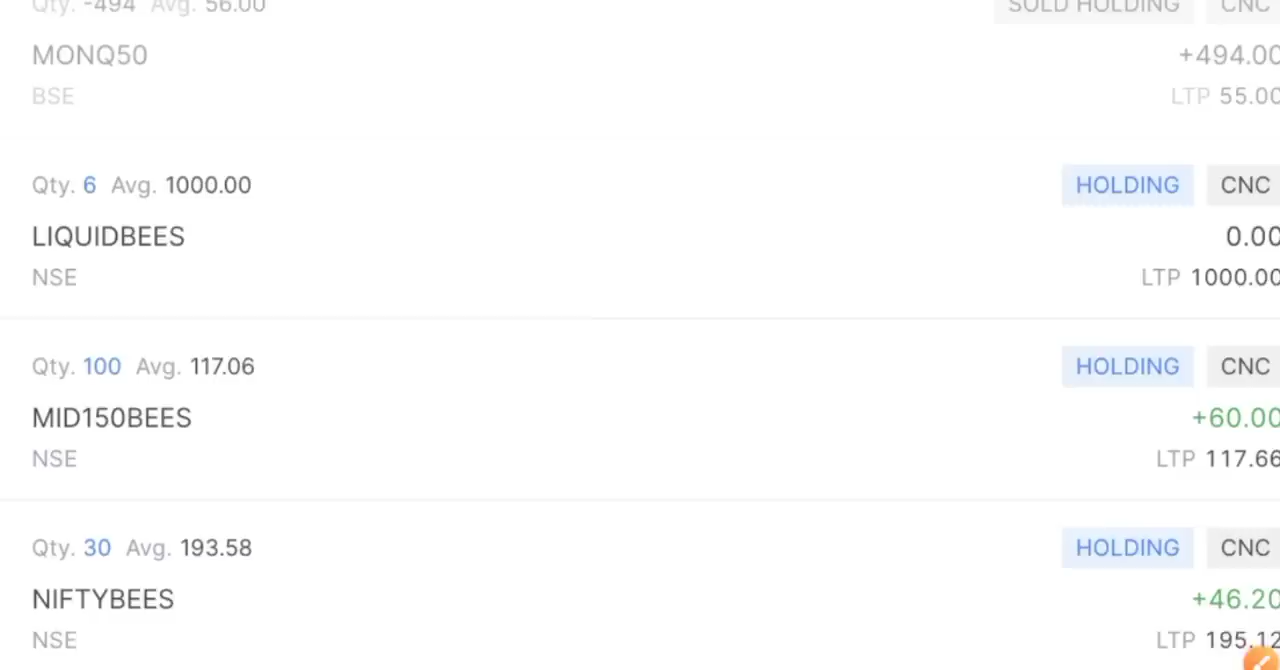 Qty. -494 Avg. 56.00 SOLD HOLDING CNC
MONQ50 +494.00
BSE LTP 55.00
Qty. 6 Avg. 1000.00 HOLDING CNC
LIQUIDBEES 0.00
NSE LTP 1000.00
Qty. 100 Avg. 117.06 HOLDING CNC
MID150BEES +60.00
NSE LTP 117.66
Qty. 30 Avg. 193.58 HOLDING CNC
NIFTYBEES +46.20
NSE LTP 195.12